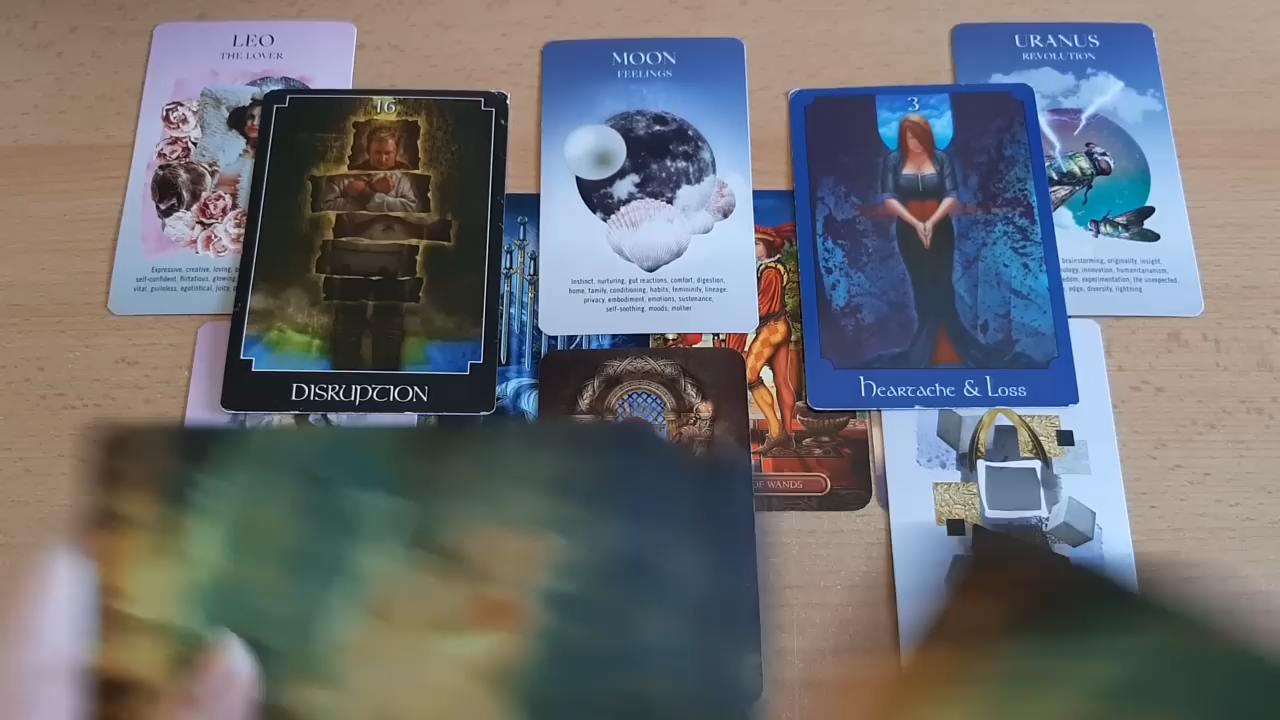 LEO
THE LOVER
Expressive, creative, loving, p
self-confident, flirtatious, glowing,
vital, guileless, egotistical, juicy, p
16
DISRUPTION
MOON
FEELINGS
Instinct, nurturing, gut reactions, comfort, digestion,
home, family, conditioning, habits, femininity, lineage,
privacy, embodiment, emotions, sustenance,
self-soothing, moods, mother
3
Heartache & Loss
URANUS
REVOLUTION
brainstorming, originality, insight,
ology, innovation, humanitarianism,
edom, experimentation, the unexpected,
edge, diversity, lightning
OF WANDS